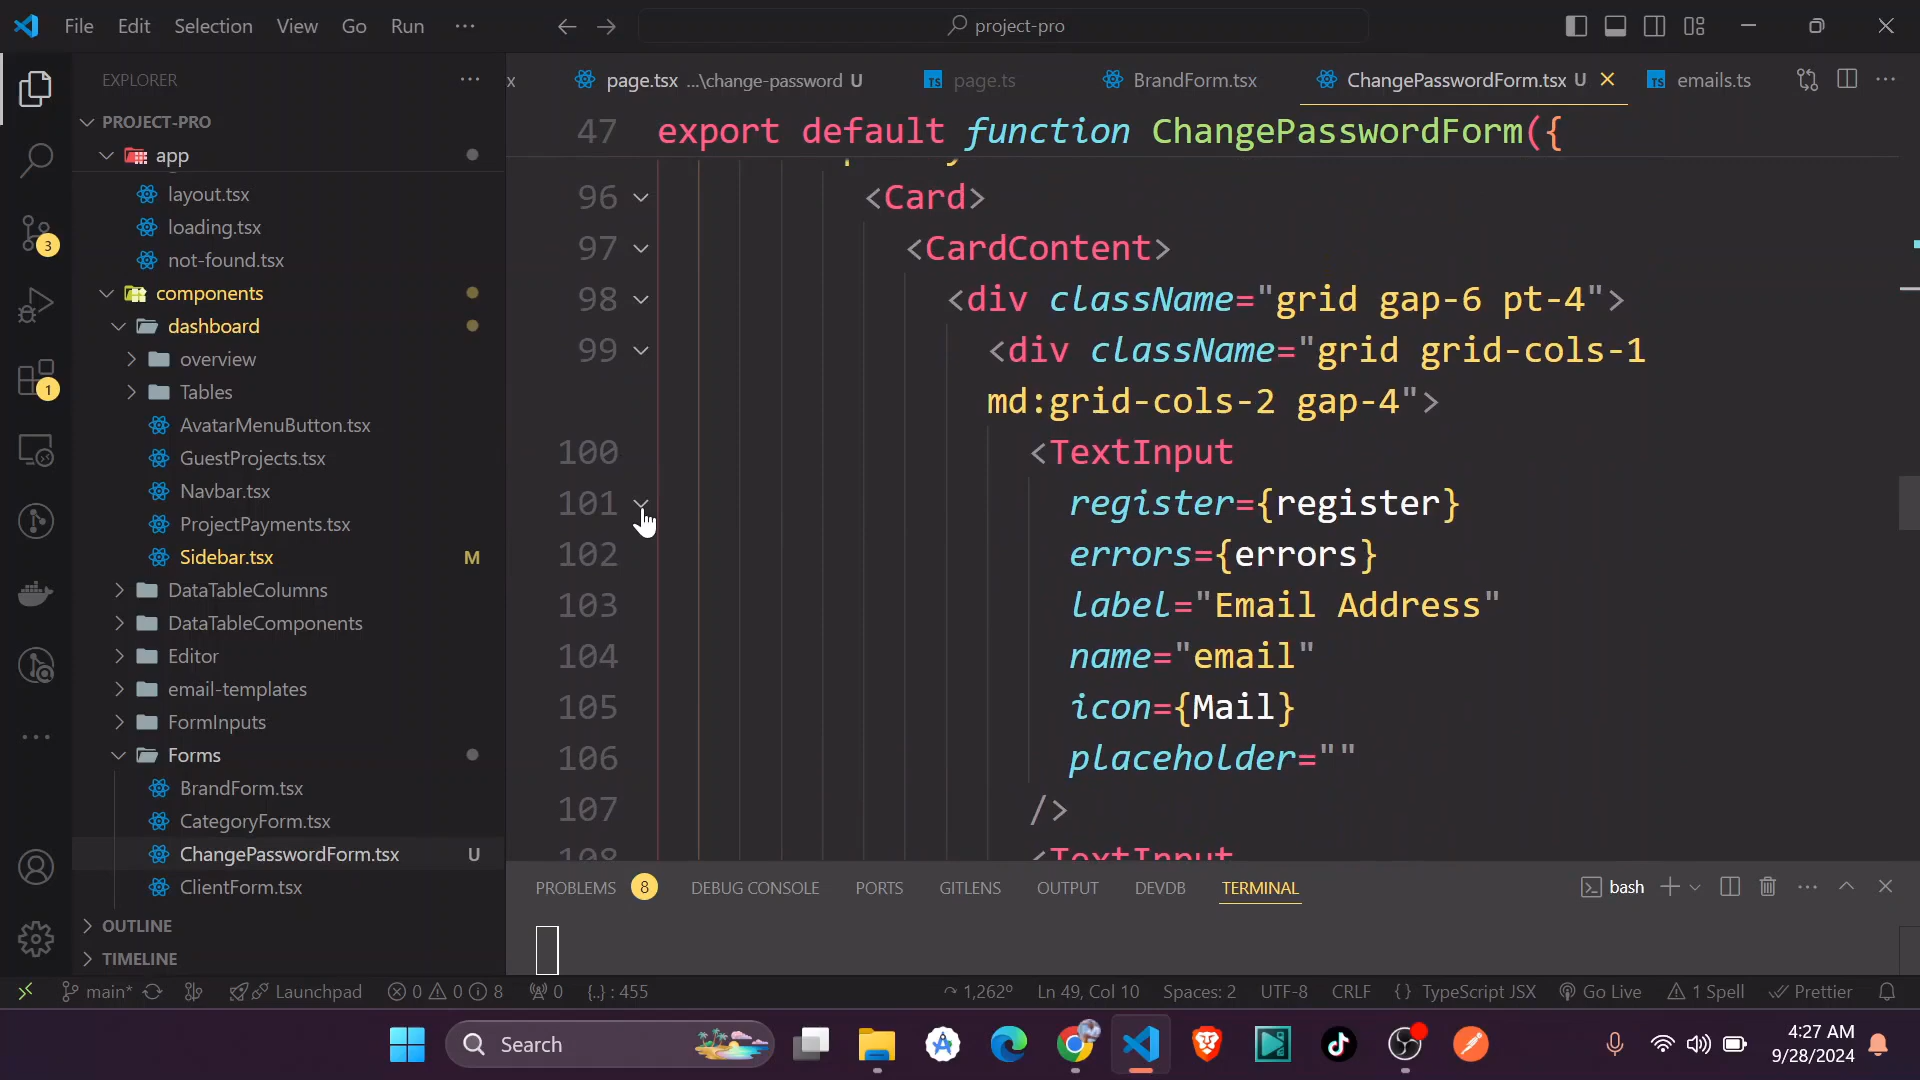 File Edit Selection View Go Run ···
project-pro
EXPLORER
PROJECT-PRO
app
layout.tsx
loading.tsx
not-found.tsx
components
dashboard
overview
Tables
AvatarMenuButton.tsx
GuestProjects.tsx
Navbar.tsx
ProjectPayments.tsx
Sidebar.tsx M
DataTableColumns
DataTableComponents
Editor
email-templates
FormInputs
Forms
BrandForm.tsx
CategoryForm.tsx
ChangePasswordForm.tsx U
ClientForm.tsx
OUTLINE
TIMELINE
3
1
page.tsx ...\change-password U
TS page.ts
BrandForm.tsx
ChangePasswordForm.tsx U
TS emails.ts
47 export default function ChangePasswordForm({
96 <Card>
97 <CardContent>
98 <div className="grid gap-6 pt-4">
99 <div className="grid grid-cols-1
md:grid-cols-2 gap-4">
100 <TextInput
101 register={register}
102 errors={errors}
103 label="Email Address"
104 name="email"
105 icon={Mail}
106 placeholder=""
107 />
108 <TextInput
PROBLEMS 8 DEBUG CONSOLE PORTS GITLENS OUTPUT DEVDB TERMINAL
bash
main* Launchpad 0 0 8 0 {..} : 455
1,262° Ln 49, Col 10 Spaces: 2 UTF-8 CRLF {} TypeScript JSX Go Live 1 Spell Prettier
Search
4:27 AM
9/28/2024